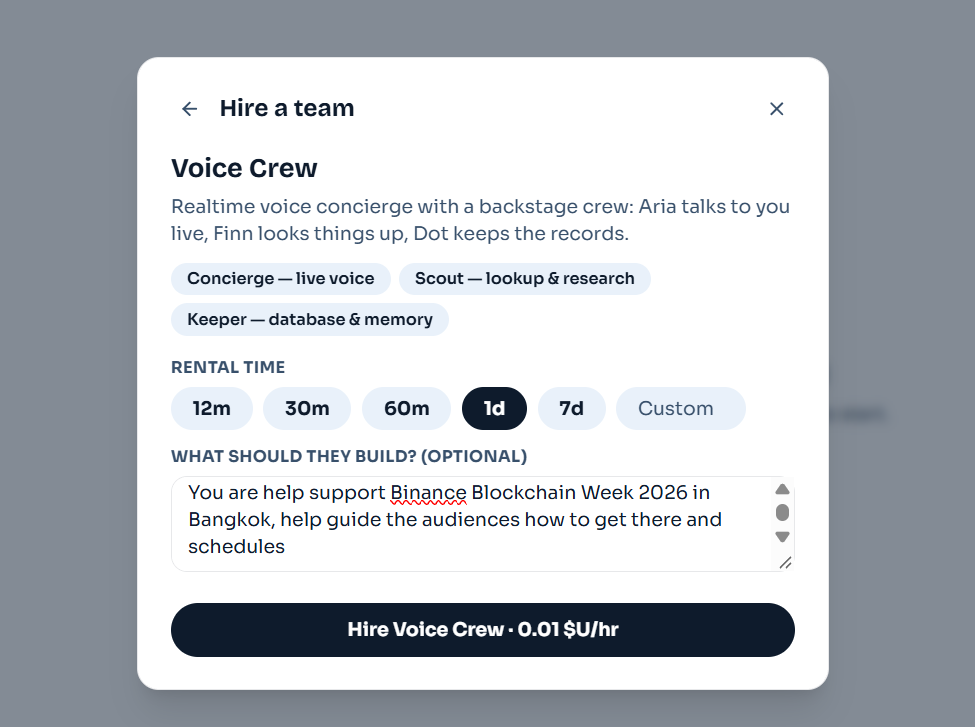 Hire a team
Voice Crew
Realtime voice concierge with a backstage crew: Aria talks to you
live, Finn looks things up, Dot keeps the records.
Concierge — live voice
Scout — lookup & research
Keeper — database & memory
RENTAL TIME
12m
30m
60m
1d
7d
Custom
WHAT SHOULD THEY BUILD? (OPTIONAL)
You are help support Binance Blockchain Week 2026 in
Bangkok, help guide the audiences how to get there and
schedules
Hire Voice Crew · 0.01 $U/hr